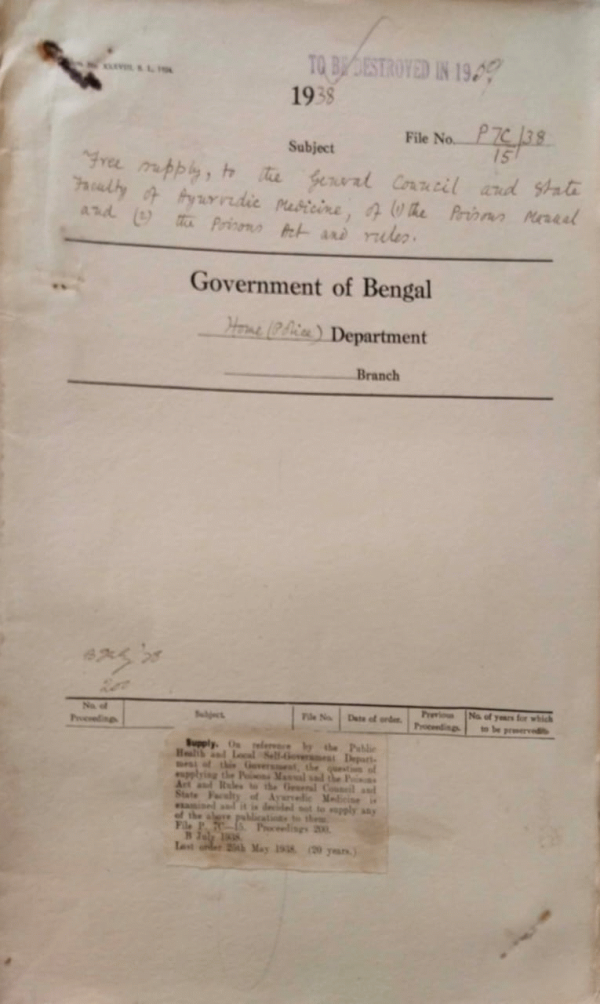 TO BE DESTROYED IN 1959
1938
File No. P7C/38
15
Subject
Free supply, to the General Council and State
Faculty of Ayurvedic Medicine, of (1) the Poisons Manual
and (2) the Poisons Act and rules.
Government of Bengal
Home (Police) Department
Branch
200
No. of Proceedings.
Subject.
File No.
Date of order.
Previous Proceedings.
No. of years for which to be preserved.
Supply. On reference by the Public
Health and Local Self-Government Depart-
ment of this Government, the question of
supplying the Poisons Manual and the Poisons
Act and Rules to the General Council and
State Faculty of Ayurvedic Medicine is
examined and it is decided not to supply any
of the above publications to them.
File P. 7C—15. Proceedings 200.
B July 1938.
Last order 25th May 1938. (20 years.)